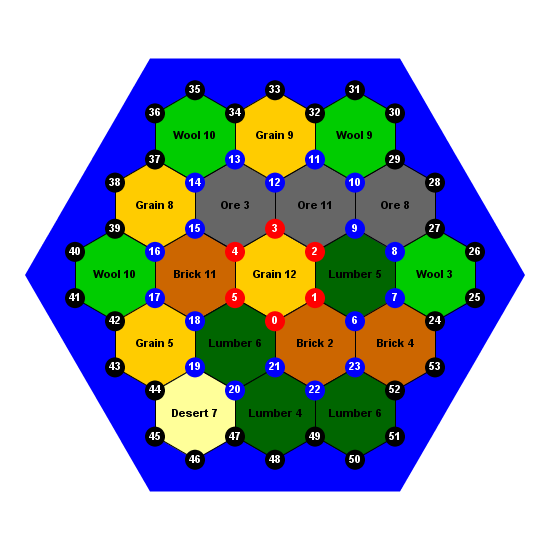 35 33 31
36 34 32 30
Wool 10 Grain 9 Wool 9
37 13 11 29
38 14 12 10 28
Grain 8 Ore 3 Ore 11 Ore 8
39 15 3 9 27
40 16 4 2 8 26
Wool 10 Brick 11 Grain 12 Lumber 5 Wool 3
41 17 5 1 7 25
42 18 0 6 24
Grain 5 Lumber 6 Brick 2 Brick 4
43 19 21 23 53
44 20 22 52
Desert 7 Lumber 4 Lumber 6
45 47 49 51
46 48 50